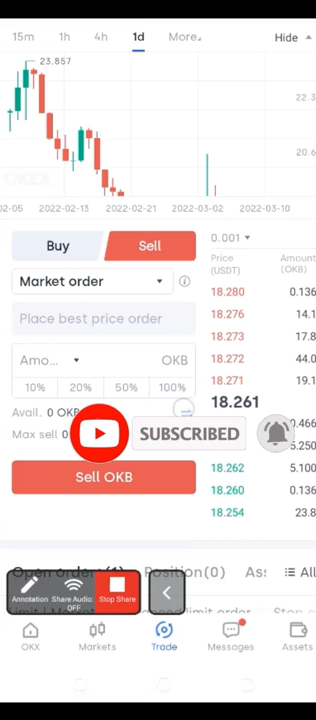 15m 1h 4h 1d More Hide
23.857
22.3
20.6
OKEX
02-05 2022-02-13 2022-02-21 2022-03-02 2022-03-10
Buy Sell
0.001
Market order
Price Amount
(USDT) (OKB)
Place best price order
18.280 0.136
18.276 14.1
18.273 17.8
18.272 44.0
18.271 19.1
Amo... OKB
10% 20% 50% 100%
18.261
Avail. 0 OKB
Max sell 0
SUBSCRIBED
0.466
5.250
Sell OKB
18.262 5.100
18.260 0.136
18.254 23.8
Open orders(1) Position(0) Ass All
Annotation Share Audio: OFF Stop Share
OKX Markets Trade Messages Assets